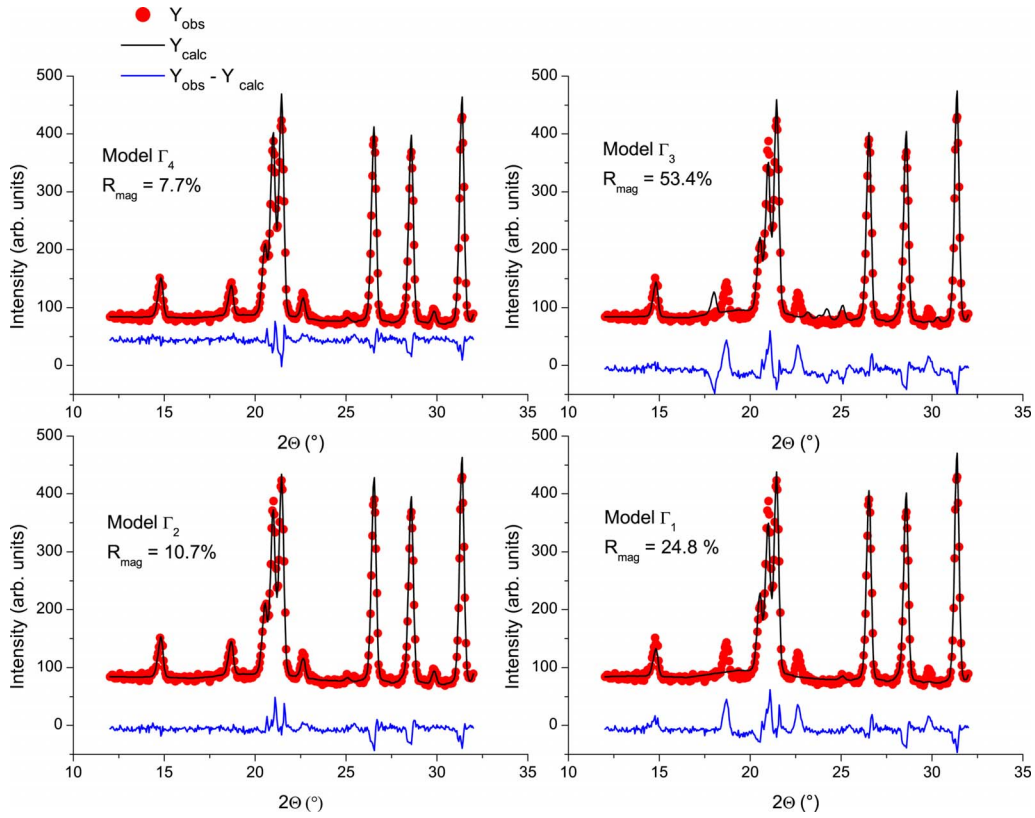 Y_obs
Y_calc
Y_obs - Y_calc
500
400
300
200
100
0
Intensity (arb. units)
Model Γ_4
R_mag = 7.7%
10 15 20 25 30 35
2Θ (°)
500
400
300
200
100
0
Intensity (arb. units)
Model Γ_3
R_mag = 53.4%
10 15 20 25 30 35
2Θ (°)
500
400
300
200
100
0
Intensity (arb. units)
Model Γ_2
R_mag = 10.7%
10 15 20 25 30 35
2Θ (°)
500
400
300
200
100
0
Intensity (arb. units)
Model Γ_1
R_mag = 24.8 %
10 15 20 25 30 35
2Θ (°)